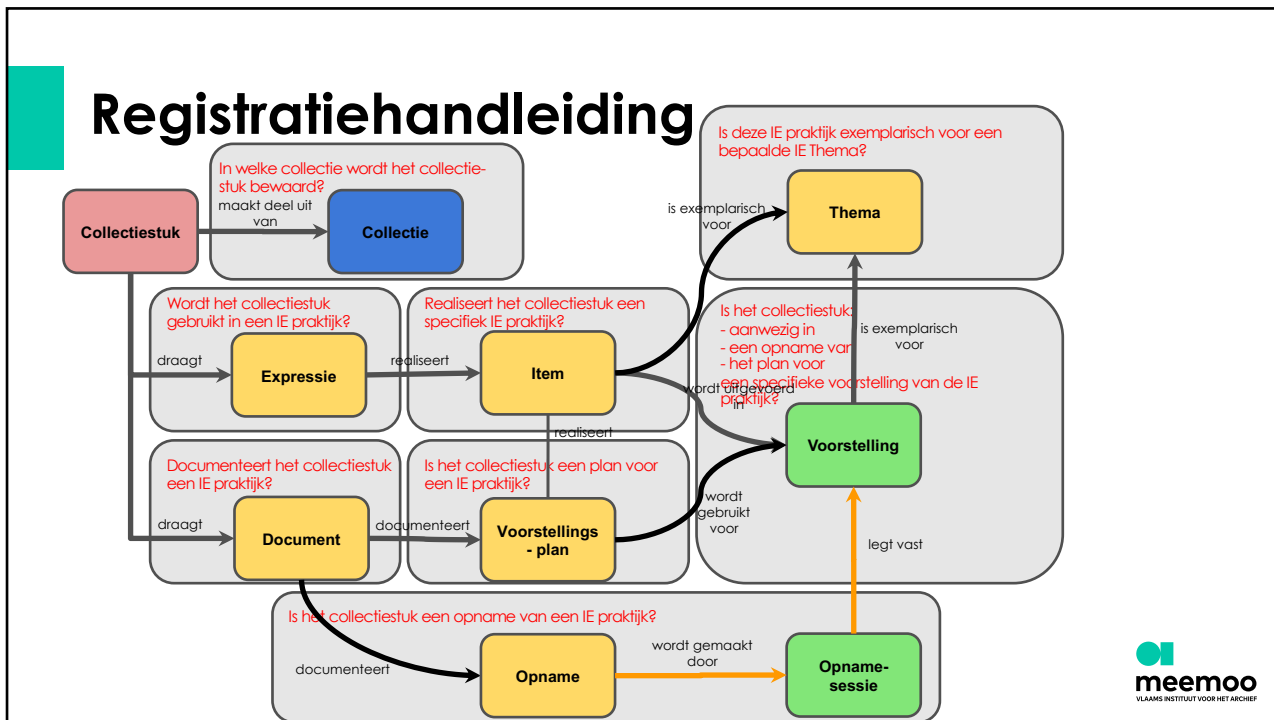 Registratiehandleiding
In welke collectie wordt het collectie-
stuk bewaard?
maakt deel uit
van
Collectiestuk
Collectie
Is deze IE praktijk exemplarisch voor een
bepaalde IE Thema?
is exemplarisch
voor
Thema
Wordt het collectiestuk
gebruikt in een IE praktijk?
draagt
Expressie
Realiseert het collectiestuk een
specifiek IE praktijk?
realiseert
Item
Is het collectiestuk:
- aanwezig in
- een opname van
- het plan voor
een specifieke voorstelling van de IE
praktijk?
is exemplarisch
voor
wordt uitgevoerd
in
Voorstelling
realiseert
Documenteert het collectiestuk
een IE praktijk?
draagt
Document
Is het collectiestuk een plan voor
een IE praktijk?
documenteert
Voorstellings
- plan
wordt
gebruikt
voor
legt vast
Is het collectiestuk een opname van een IE praktijk?
documenteert
Opname
wordt gemaakt
door
Opname-
sessie
meemoo
VLAAMS INSTITUUT VOOR HET ARCHIEF